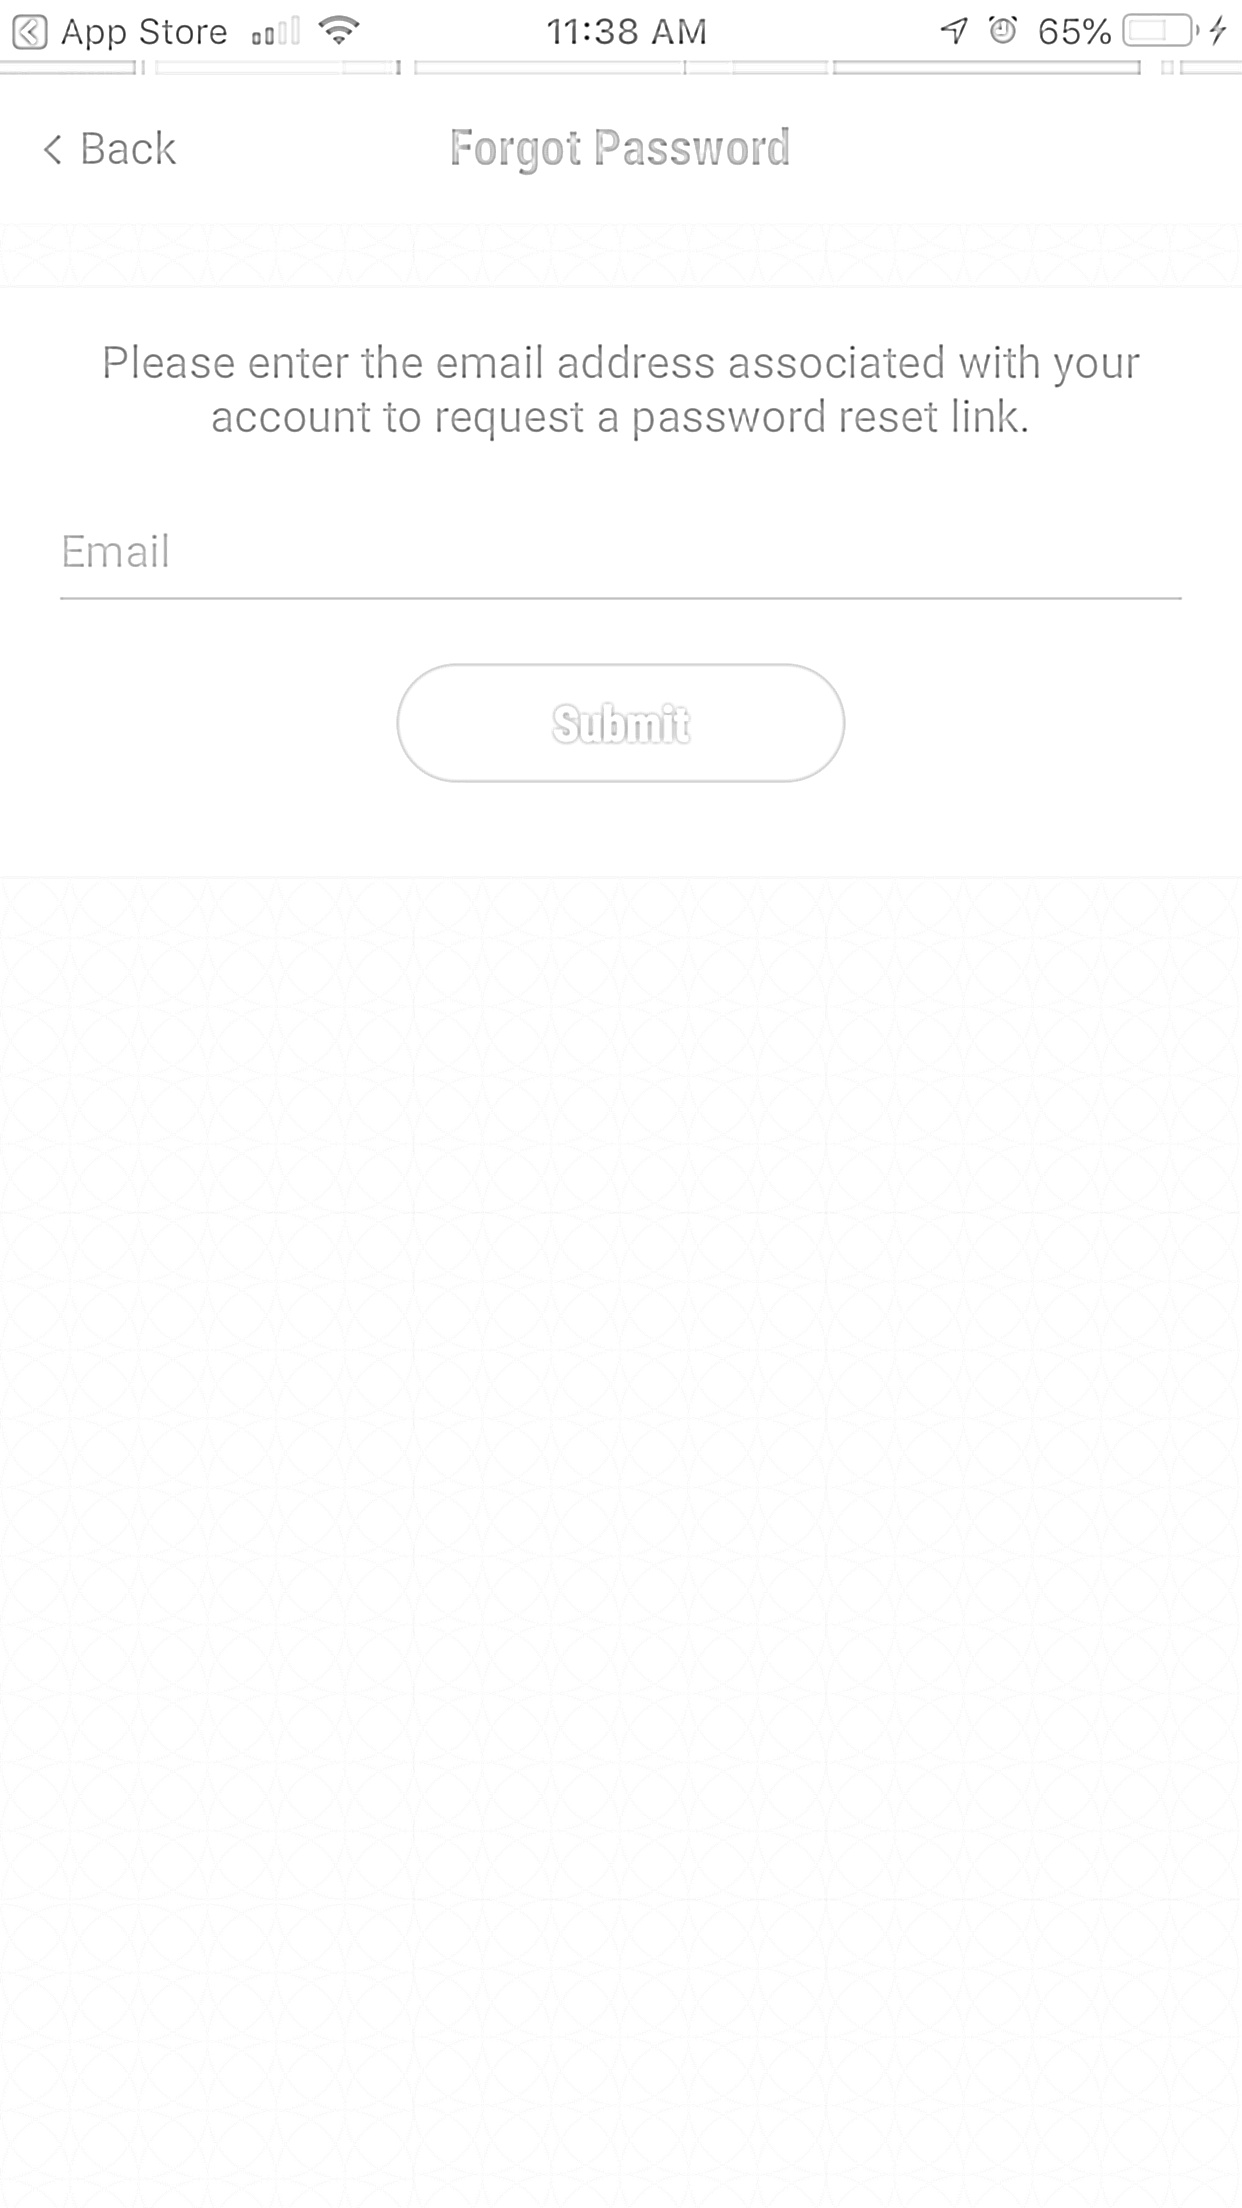 App Store 11:38 AM 65%
Back Forgot Password
Please enter the email address associated with your
account to request a password reset link.
Email
Submit